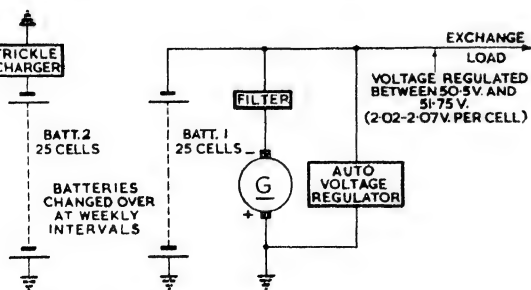 TRICKLE
CHARGER
BATT. 2
25 CELLS
BATTERIES
CHANGED OVER
AT WEEKLY
INTERVALS
BATT. 1
25 CELLS
FILTER
-
G
+
AUTO
VOLTAGE
REGULATOR
EXCHANGE
LOAD
VOLTAGE REGULATED
BETWEEN 50·5V. AND
51·75 V.
(2·02-2·07V. PER CELL)